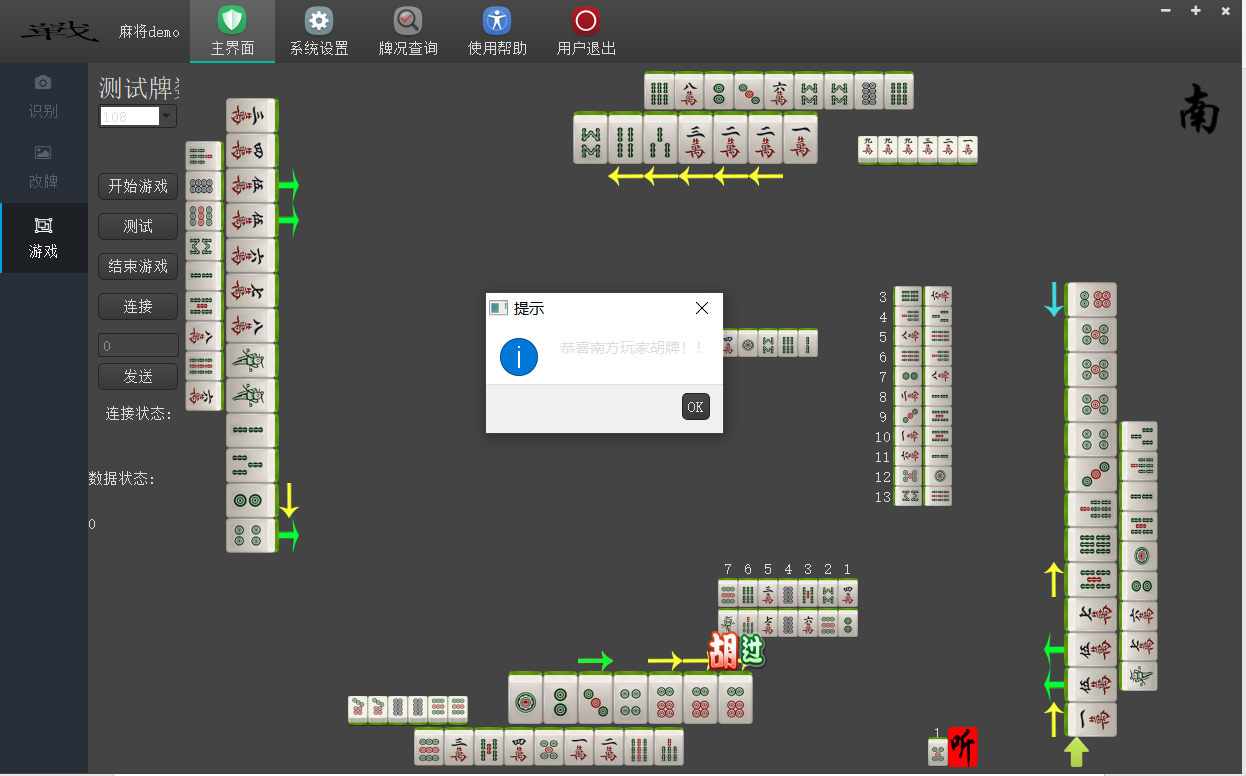 麻将demo
主界面
系统设置
牌况查询
使用帮助
用户退出
识别
改牌
游戏
测试牌
108
开始游戏
测试
结束游戏
连接
0
发送
连接状态:
数据状态:
0
南
提示
恭喜南方玩家胡牌！！
OK
3
4
5
6
7
8
9
10
11
12
13
7 6 5 4 3 2 1
胡 过
1
听